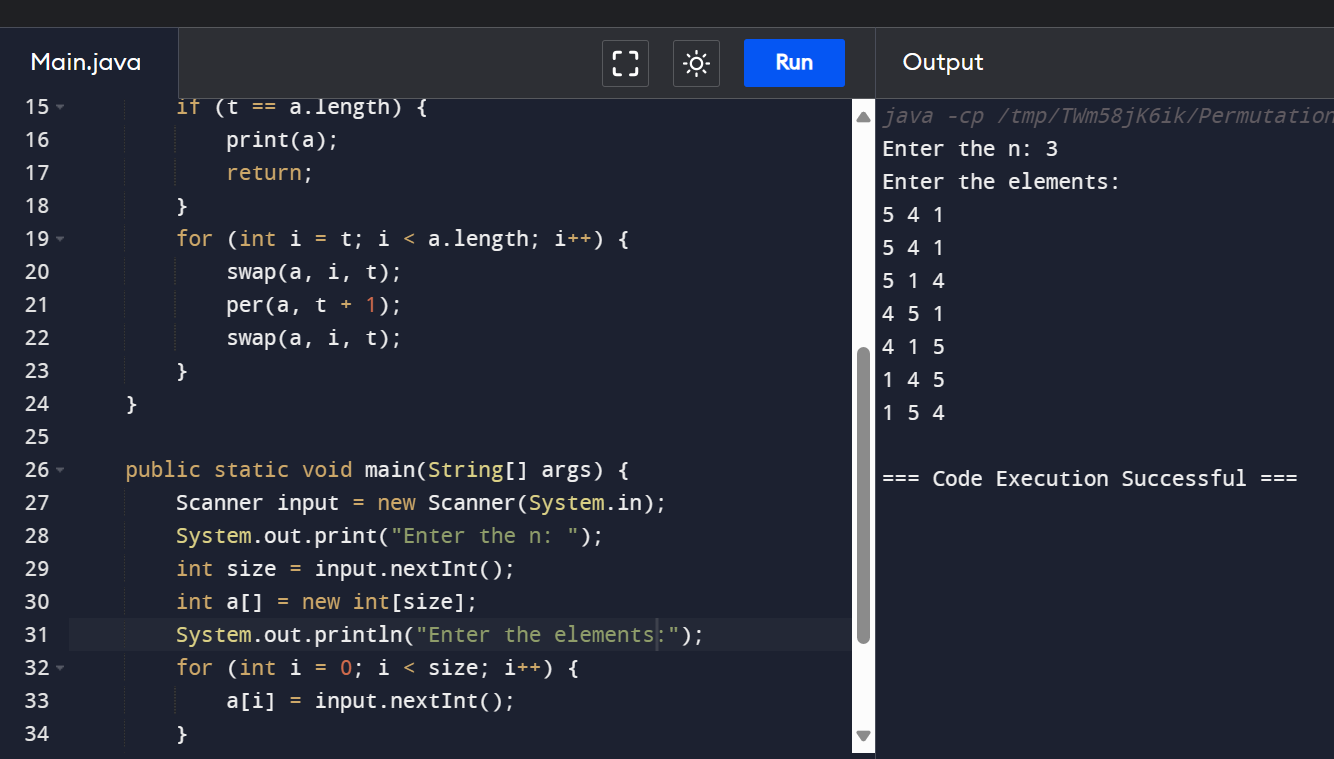 Main.java
Run
Output
15 if (t == a.length) {
16 print(a);
17 return;
18 }
19 for (int i = t; i < a.length; i++) {
20 swap(a, i, t);
21 per(a, t + 1);
22 swap(a, i, t);
23 }
24 }
25
26 public static void main(String[] args) {
27 Scanner input = new Scanner(System.in);
28 System.out.print("Enter the n: ");
29 int size = input.nextInt();
30 int a[] = new int[size];
31 System.out.println("Enter the elements:");
32 for (int i = 0; i < size; i++) {
33 a[i] = input.nextInt();
34 }
java -cp /tmp/TWm58jK6ik/Permutation
Enter the n: 3
Enter the elements:
5 4 1
5 4 1
5 1 4
4 5 1
4 1 5
1 4 5
1 5 4
=== Code Execution Successful ===